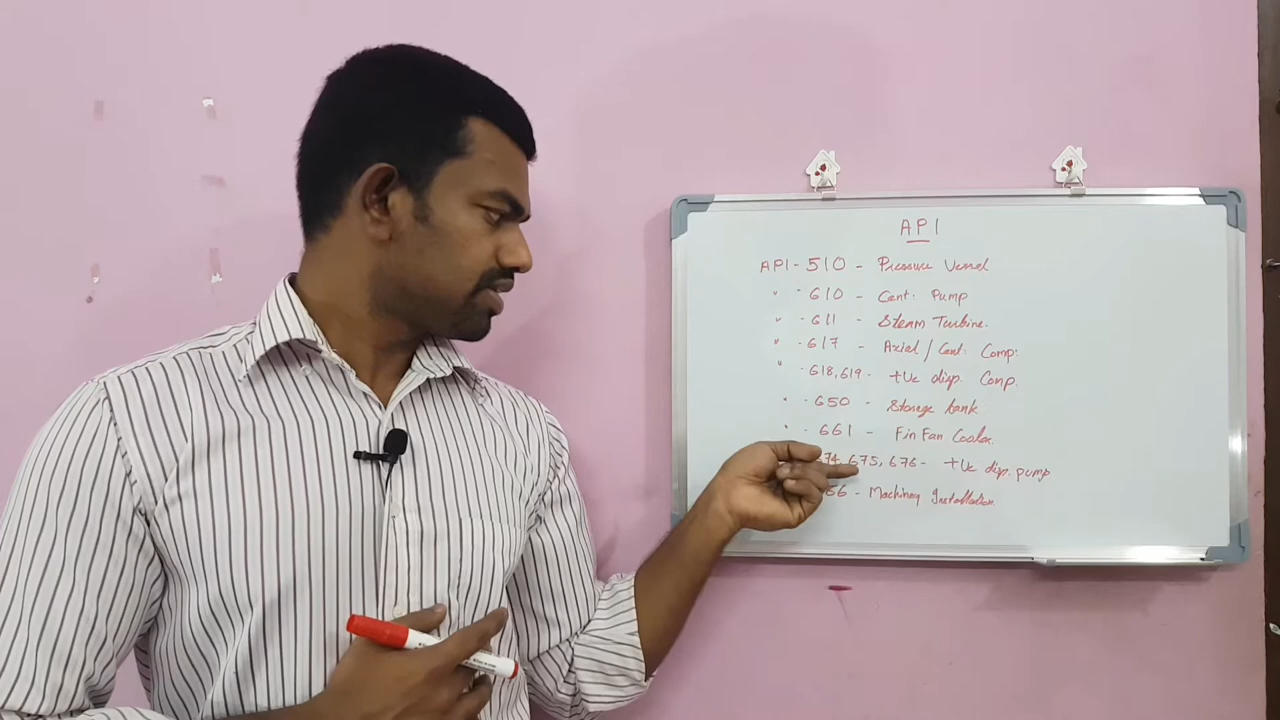 API
API - 510 - Pressure Vessel
" - 610 - Cent. Pump
" - 611 - Steam Turbine.
" - 617 - Axial / Cent. Comp.
" - 618, 619 - +Ve disp. Comp.
" - 650 - Storage tank
" - 661 - Fin Fan Cooler.
675, 676 - +Ve disp. pump
- Machinery Installation.